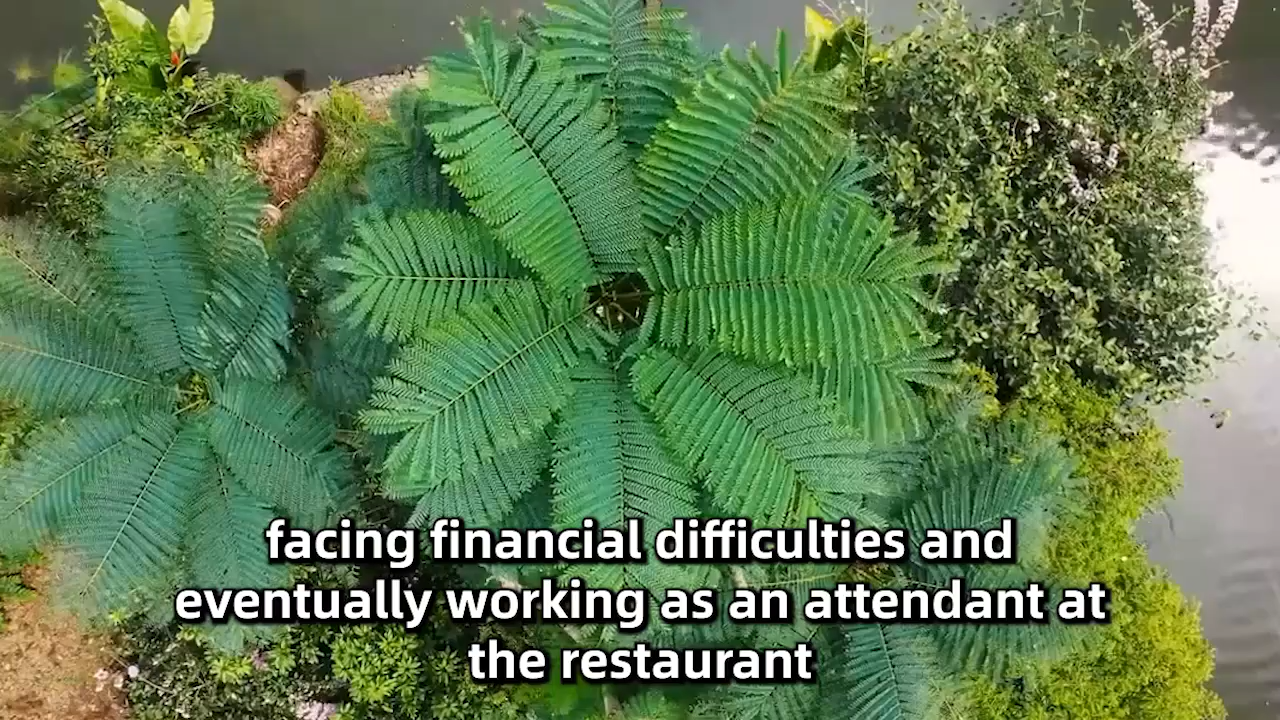 facing financial difficulties and
eventually working as an attendant at
the restaurant